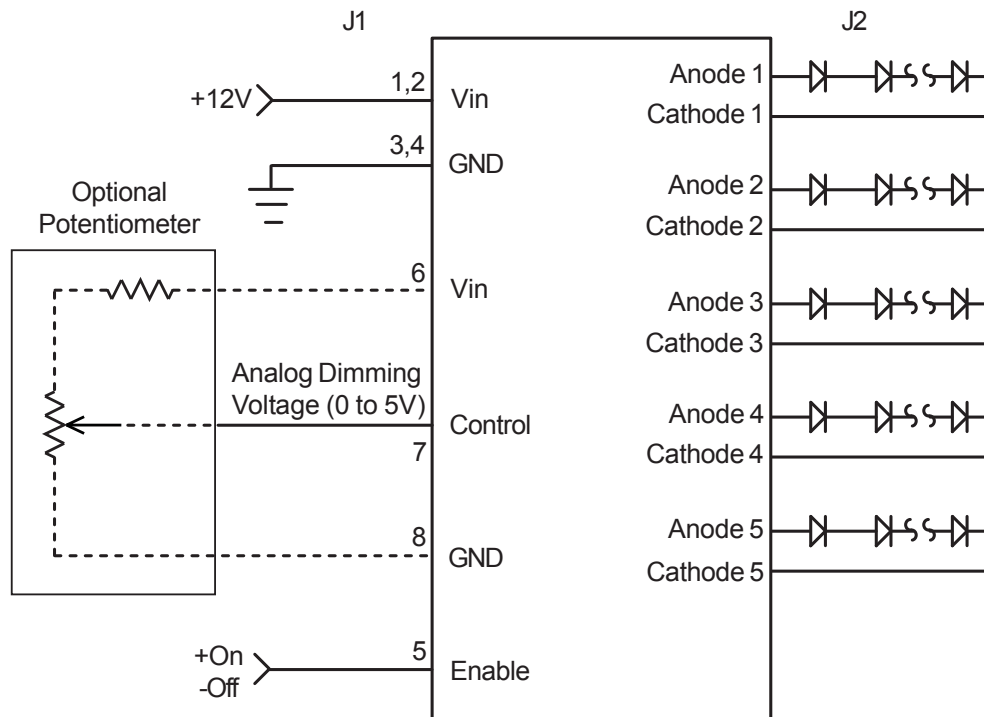 J1
J2
+12V
1,2
Vin
3,4
GND
Optional
Potentiometer
6
Vin
Analog Dimming
Voltage (0 to 5V)
Control
7
8
GND
+On
-Off
5
Enable
Anode 1
Cathode 1
Anode 2
Cathode 2
Anode 3
Cathode 3
Anode 4
Cathode 4
Anode 5
Cathode 5